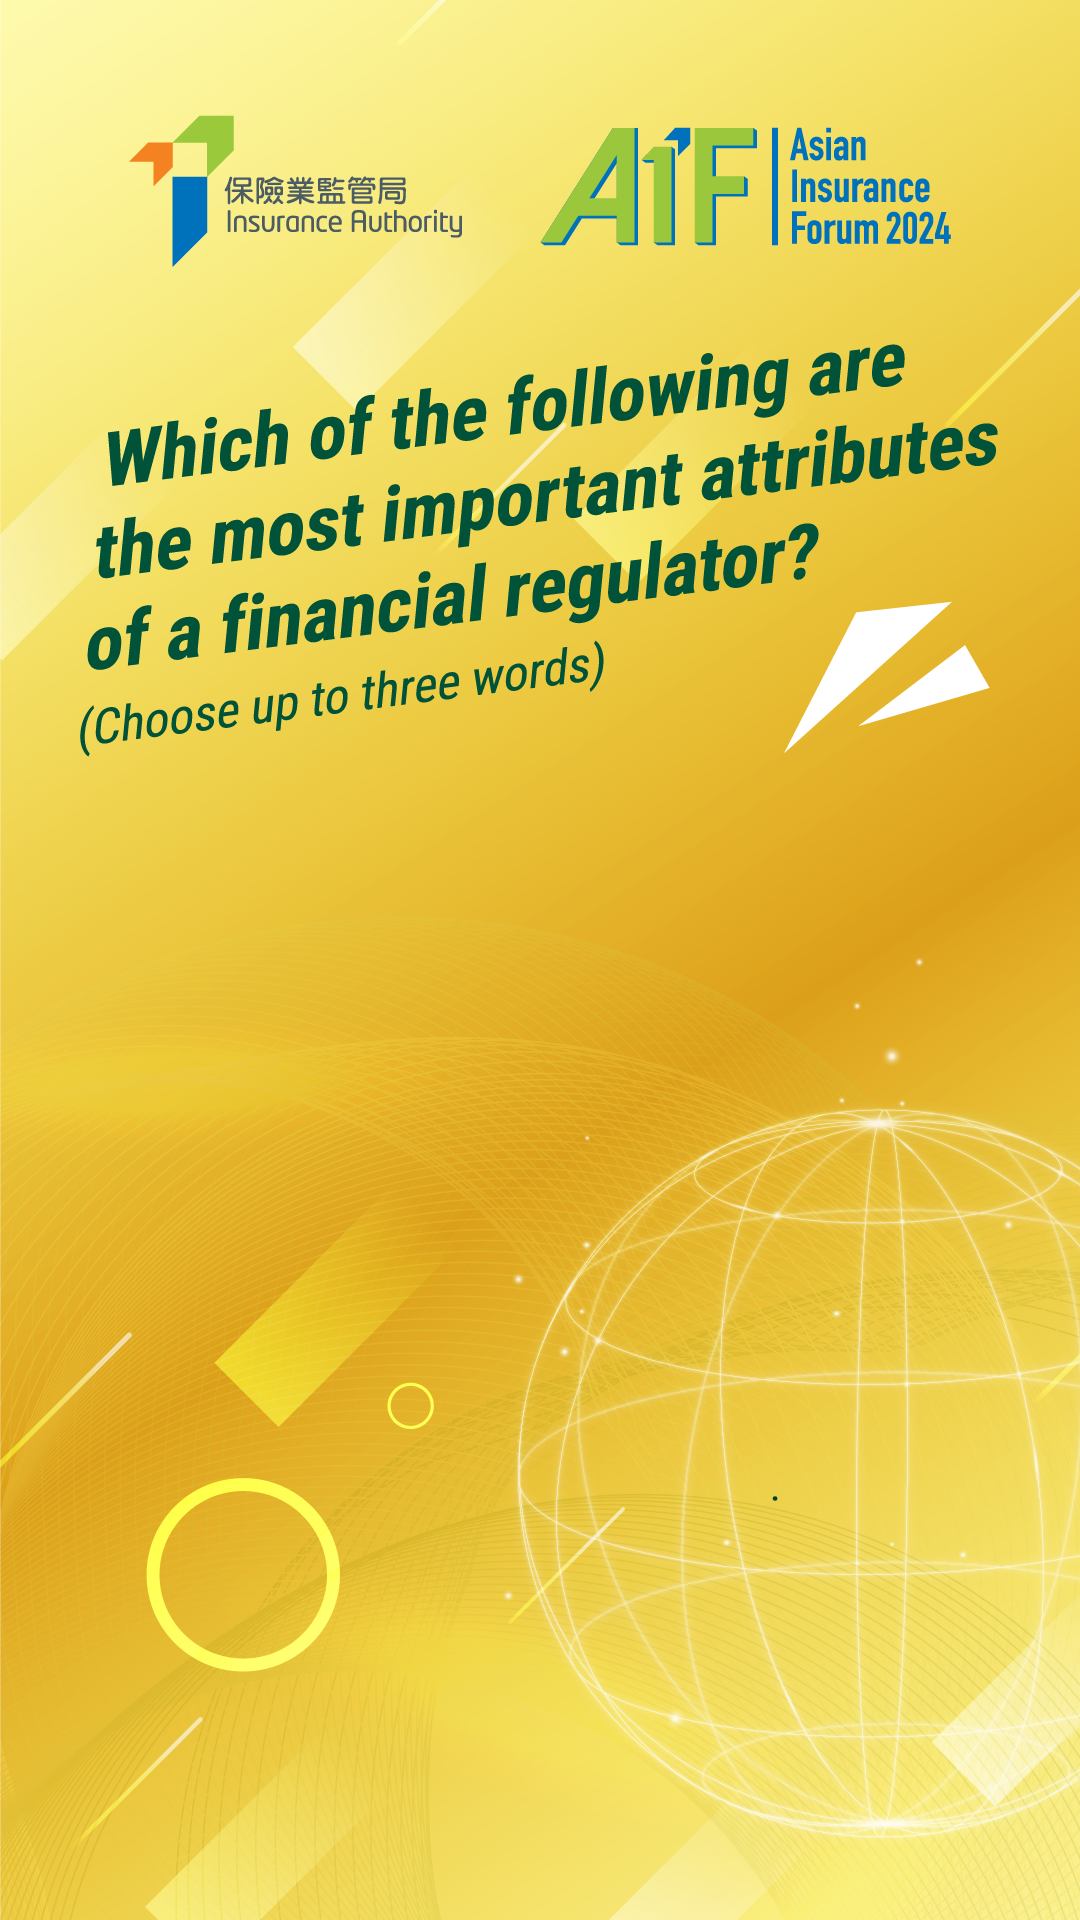 保險業監管局
Insurance Authority
AIF
Asian
Insurance
Forum 2024
Which of the following are
the most important attributes
of a financial regulator?
(Choose up to three words)